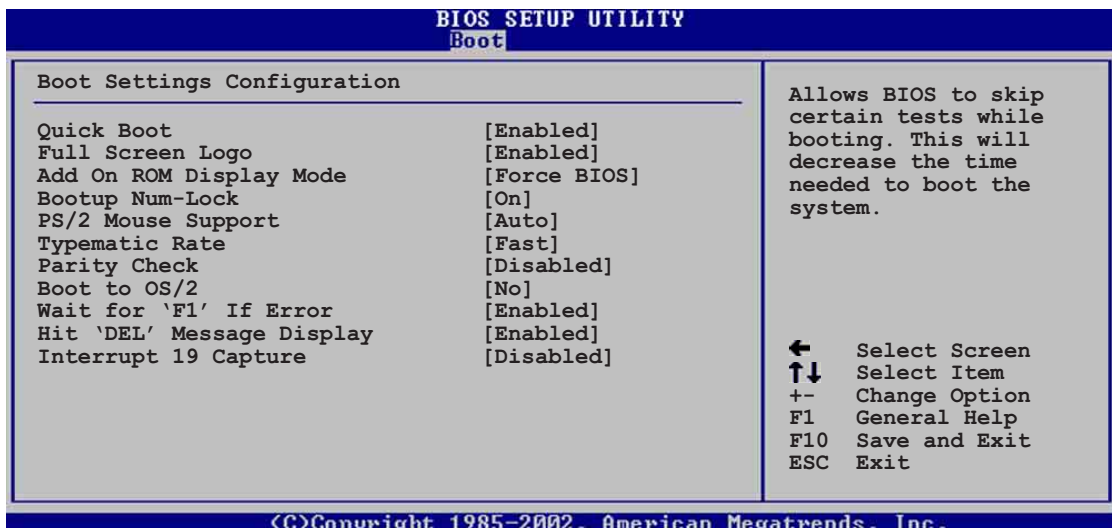 BIOS SETUP UTILITY
Boot
Boot Settings Configuration
Quick Boot [Enabled]
Full Screen Logo [Enabled]
Add On ROM Display Mode [Force BIOS]
Bootup Num-Lock [On]
PS/2 Mouse Support [Auto]
Typematic Rate [Fast]
Parity Check [Disabled]
Boot to OS/2 [No]
Wait for ‘F1’ If Error [Enabled]
Hit ‘DEL’ Message Display [Enabled]
Interrupt 19 Capture [Disabled]
Allows BIOS to skip
certain tests while
booting. This will
decrease the time
needed to boot the
system.
← Select Screen
↑↓ Select Item
+- Change Option
F1 General Help
F10 Save and Exit
ESC Exit
(C)Copyright 1985-2002, American Megatrends, Inc.